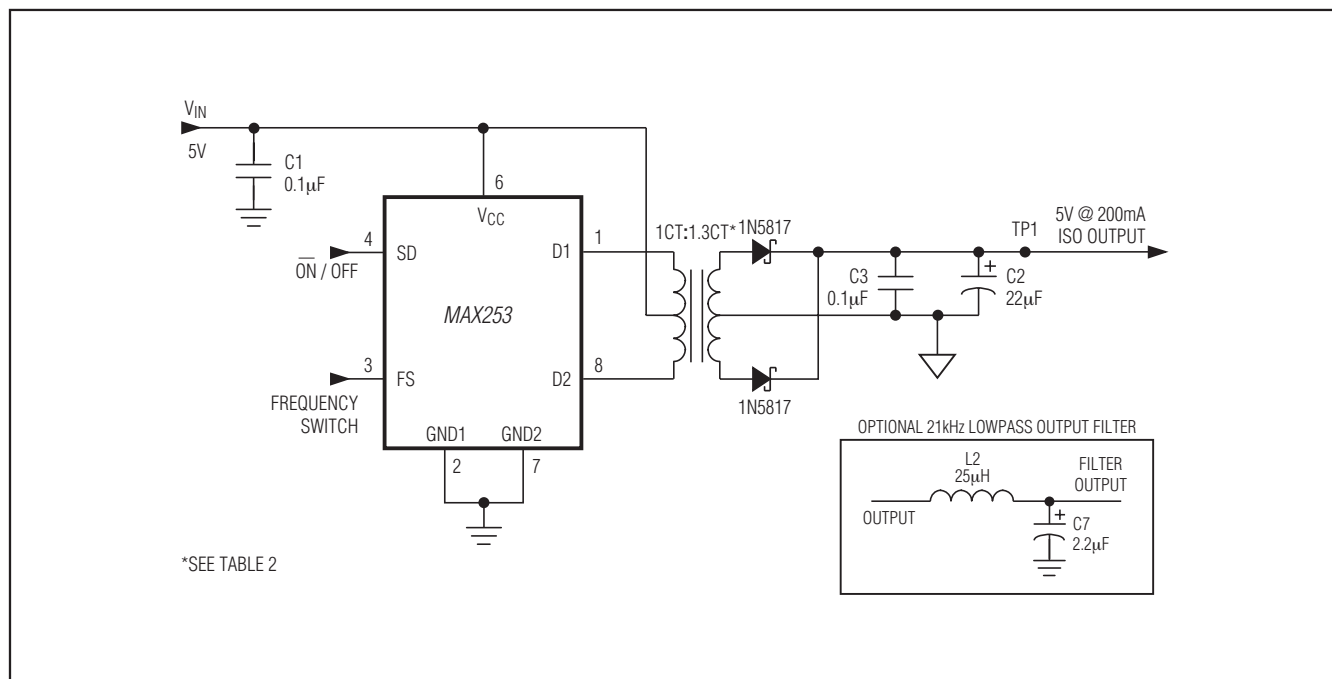 V_IN
5V
C1
0.1µF
6
V_CC
4
SD
O̅N̅ / OFF
D1
1
MAX253
3
FS
FREQUENCY
SWITCH
D2
8
GND1
GND2
2
7
1CT:1.3CT*
1N5817
1N5817
C3
0.1µF
+
C2
22µF
TP1
5V @ 200mA
ISO OUTPUT
OPTIONAL 21kHz LOWPASS OUTPUT FILTER
L2
25µH
OUTPUT
FILTER
OUTPUT
+
C7
2.2µF
*SEE TABLE 2